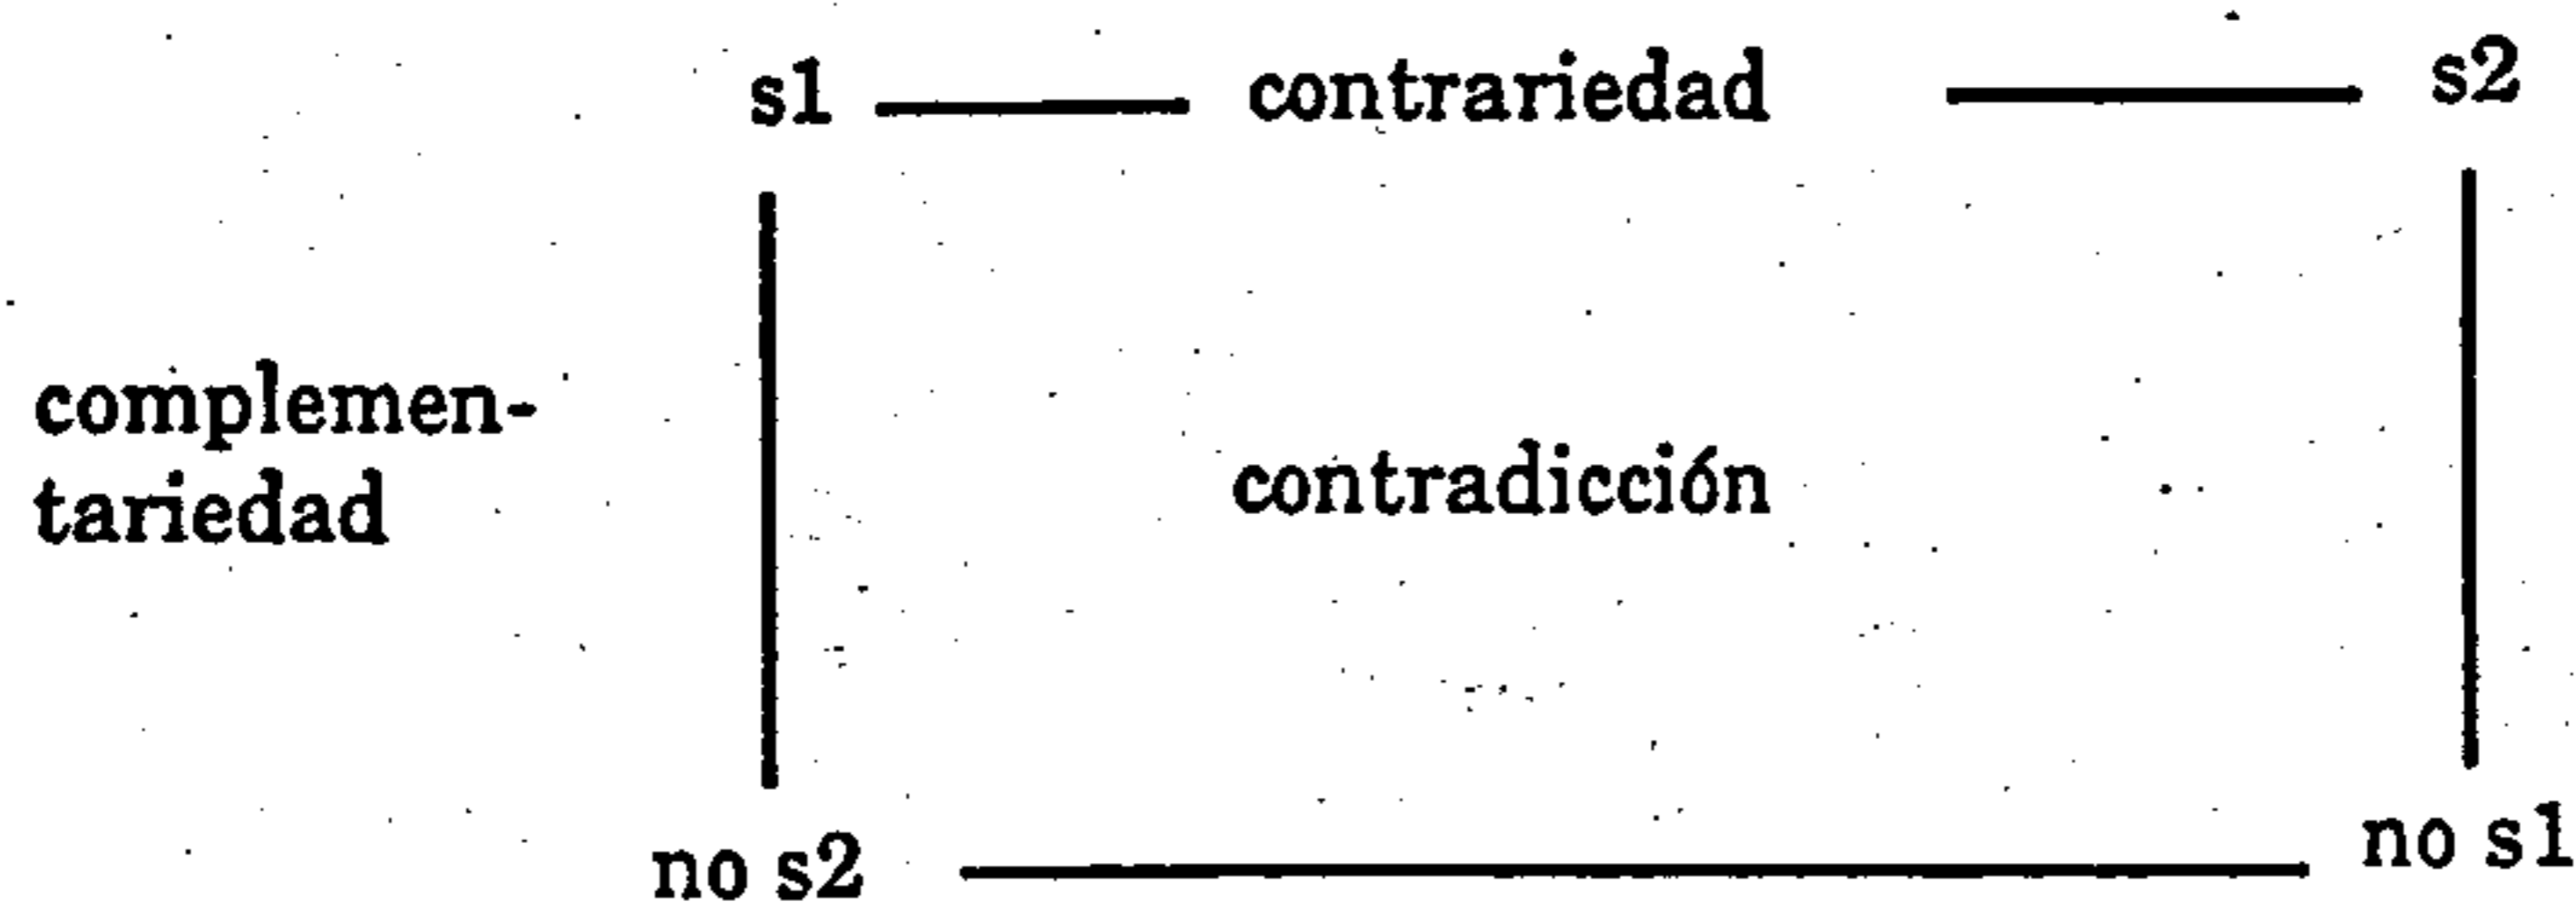 s1 contrariedad s2
complemen-
tariedad
contradicción
no s2 no s1